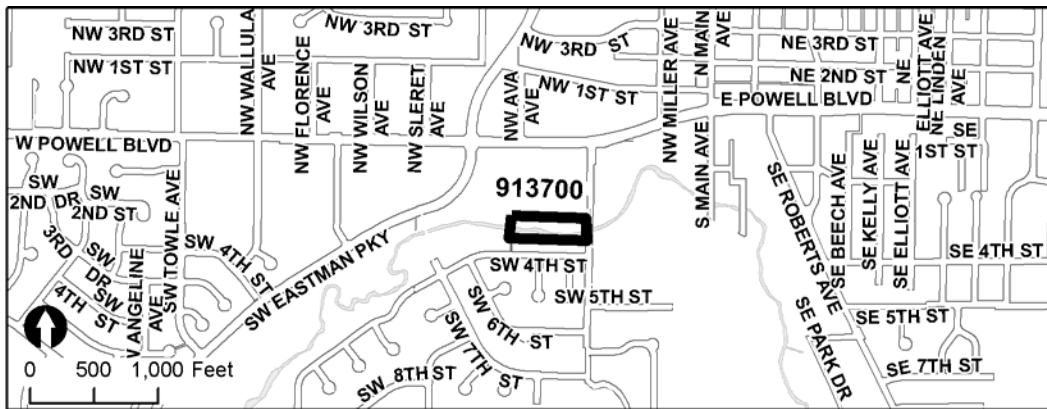 NW 3RD ST
NW 1ST ST
NW WALLULA
AVE
NW FLORENCE
AVE
NW WILSON
AVE
NW SLERET
AVE
NW 3RD ST
NW AVA
AVE
NW 3RD ST
NW 1ST ST
NW MILLER AVE
N MAIN
AVE
NE 3RD ST
NE 2ND ST
NE
ELLIOTT AVE
NE LINDEN
AVE
E POWELL BLVD
W POWELL BLVD
SE
1ST ST
SW
2ND DR
SW
2ND ST
3RD DR
SW
SW
4TH ST
ANGELINE
AVE
SW TOWLE AVE
SW 4TH ST
SW EASTMAN PKY
913700
SW 4TH ST
SW 5TH ST
SW 6TH ST
SW 7TH ST
SW 8TH ST
S MAIN AVE
SE ROBERTS AVE
SE BEECH AVE
SE KELLY AVE
SE ELLIOTT AVE
SE 4TH ST
SE 5TH ST
SE 7TH ST
SE PARK DR
0 500 1,000 Feet